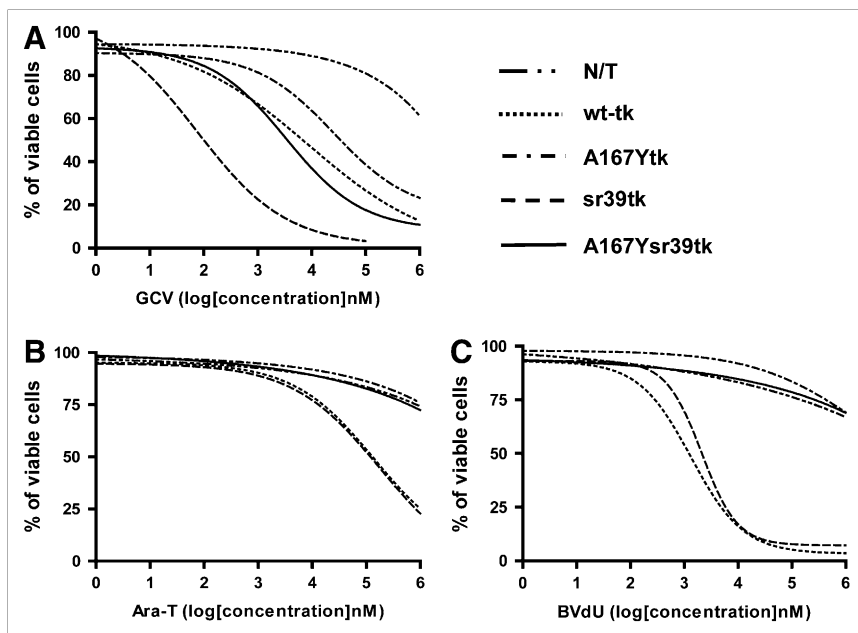 A
% of viable cells
100
80
60
40
20
0
0 1 2 3 4 5 6
GCV (log[concentration]nM)
N/T
wt-tk
A167Ytk
sr39tk
A167Ysr39tk
B
% of viable cells
100
75
50
25
0
0 1 2 3 4 5 6
Ara-T (log[concentration]nM)
C
% of viable cells
100
75
50
25
0
0 1 2 3 4 5 6
BVdU (log[concentration]nM)